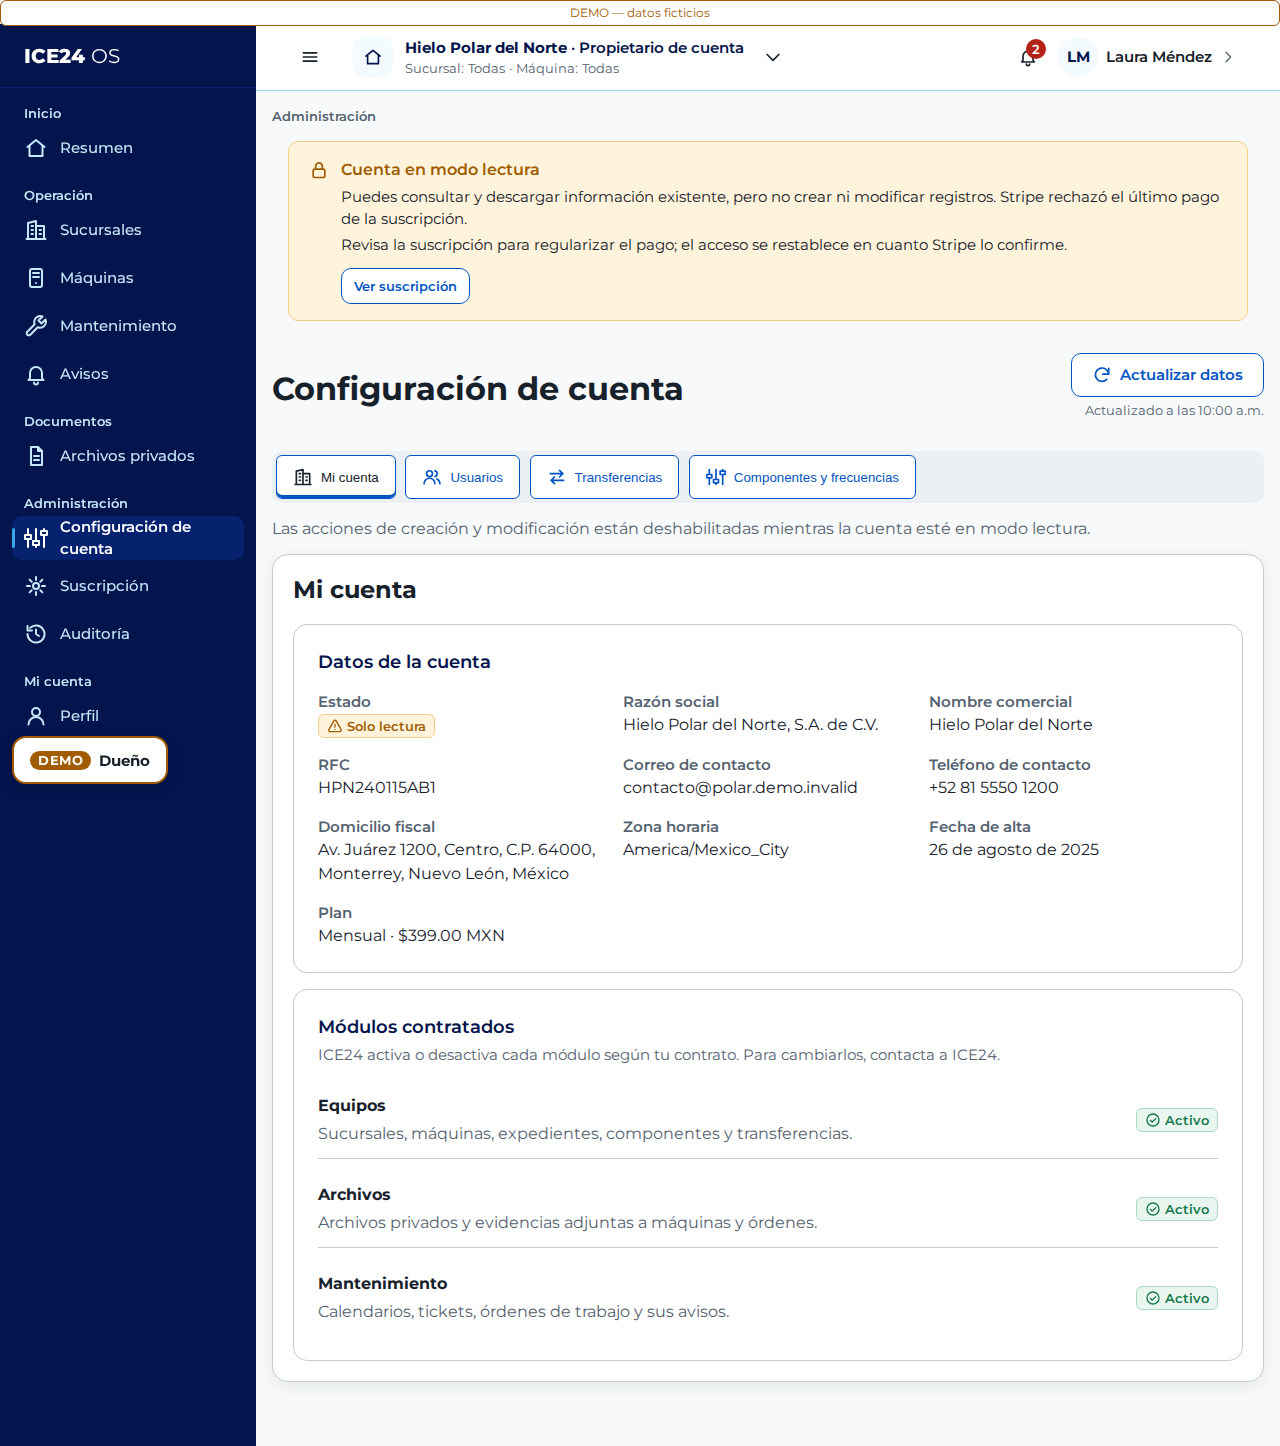 DEMO — datos ficticios
ICE24 OS
Inicio
Resumen
Operación
Sucursales
Máquinas
Mantenimiento
Avisos
Documentos
Archivos privados
Administración
Configuración de
cuenta
Suscripción
Auditoría
Mi cuenta
Perfil
DEMO Dueño
Hielo Polar del Norte · Propietario de cuenta
Sucursal: Todas · Máquina: Todas
2
LM Laura Méndez
Administración
Cuenta en modo lectura
Puedes consultar y descargar información existente, pero no crear ni modificar registros. Stripe rechazó el último pago
de la suscripción.
Revisa la suscripción para regularizar el pago; el acceso se restablece en cuanto Stripe lo confirme.
Ver suscripción
Configuración de cuenta
Actualizar datos
Actualizado a las 10:00 a.m.
Mi cuenta Usuarios Transferencias Componentes y frecuencias
Las acciones de creación y modificación están deshabilitadas mientras la cuenta esté en modo lectura.
Mi cuenta
Datos de la cuenta
Estado Razón social Nombre comercial
Solo lectura Hielo Polar del Norte, S.A. de C.V. Hielo Polar del Norte
RFC Correo de contacto Teléfono de contacto
HPN240115AB1 contacto@polar.demo.invalid +52 81 5550 1200
Domicilio fiscal Zona horaria Fecha de alta
Av. Juárez 1200, Centro, C.P. 64000, America/Mexico_City 26 de agosto de 2025
Monterrey, Nuevo León, México
Plan
Mensual · $399.00 MXN
Módulos contratados
ICE24 activa o desactiva cada módulo según tu contrato. Para cambiarlos, contacta a ICE24.
Equipos
Sucursales, máquinas, expedientes, componentes y transferencias.
Activo
Archivos
Archivos privados y evidencias adjuntas a máquinas y órdenes.
Activo
Mantenimiento
Calendarios, tickets, órdenes de trabajo y sus avisos.
Activo